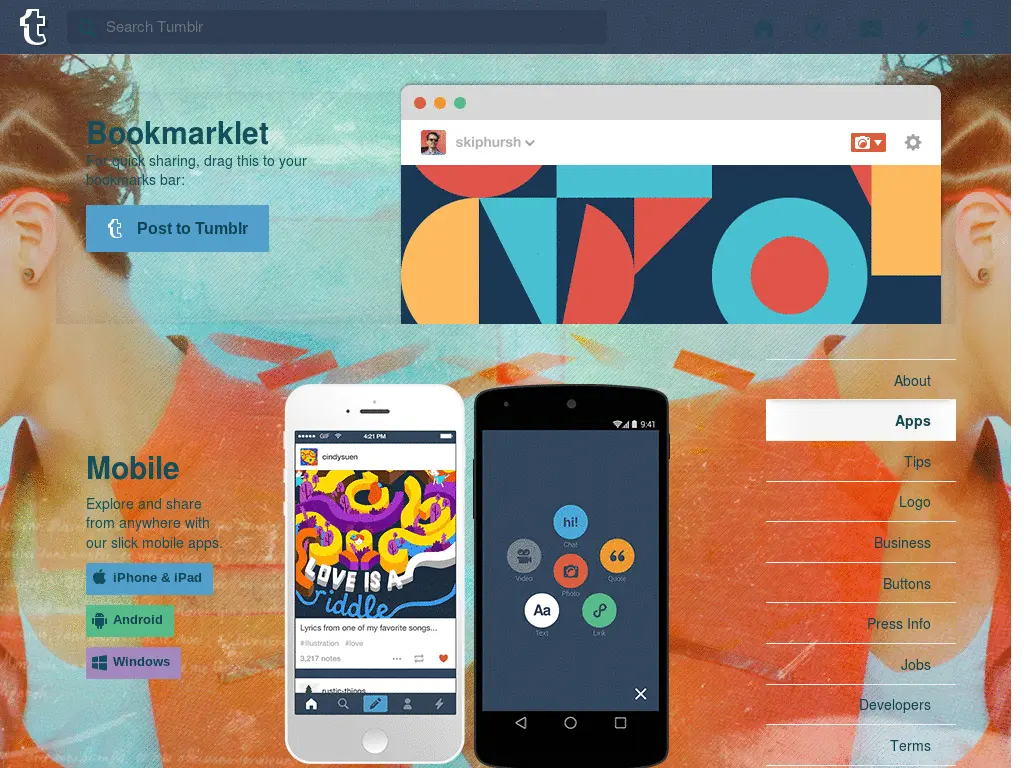 Search Tumblr
Bookmarklet
For quick sharing, drag this to your
bookmarks bar:
Post to Tumblr
skiphursh
Mobile
Explore and share
from anywhere with
our slick mobile apps.
iPhone & iPad
Android
Windows
GIF 4:21 PM
cindysuen
LOVE IS A
riddle
Lyrics from one of my favorite songs...
#illustration #love
3,217 notes
rustic-things
9:41
hi!
Chat
Video
Photo
Quote
Aa
Text
Link
About
Apps
Tips
Logo
Business
Buttons
Press Info
Jobs
Developers
Terms